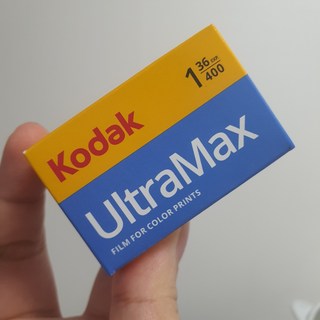 Kodak
1 36 EXP.
400
UltraMax
FILM FOR COLOR PRINTS